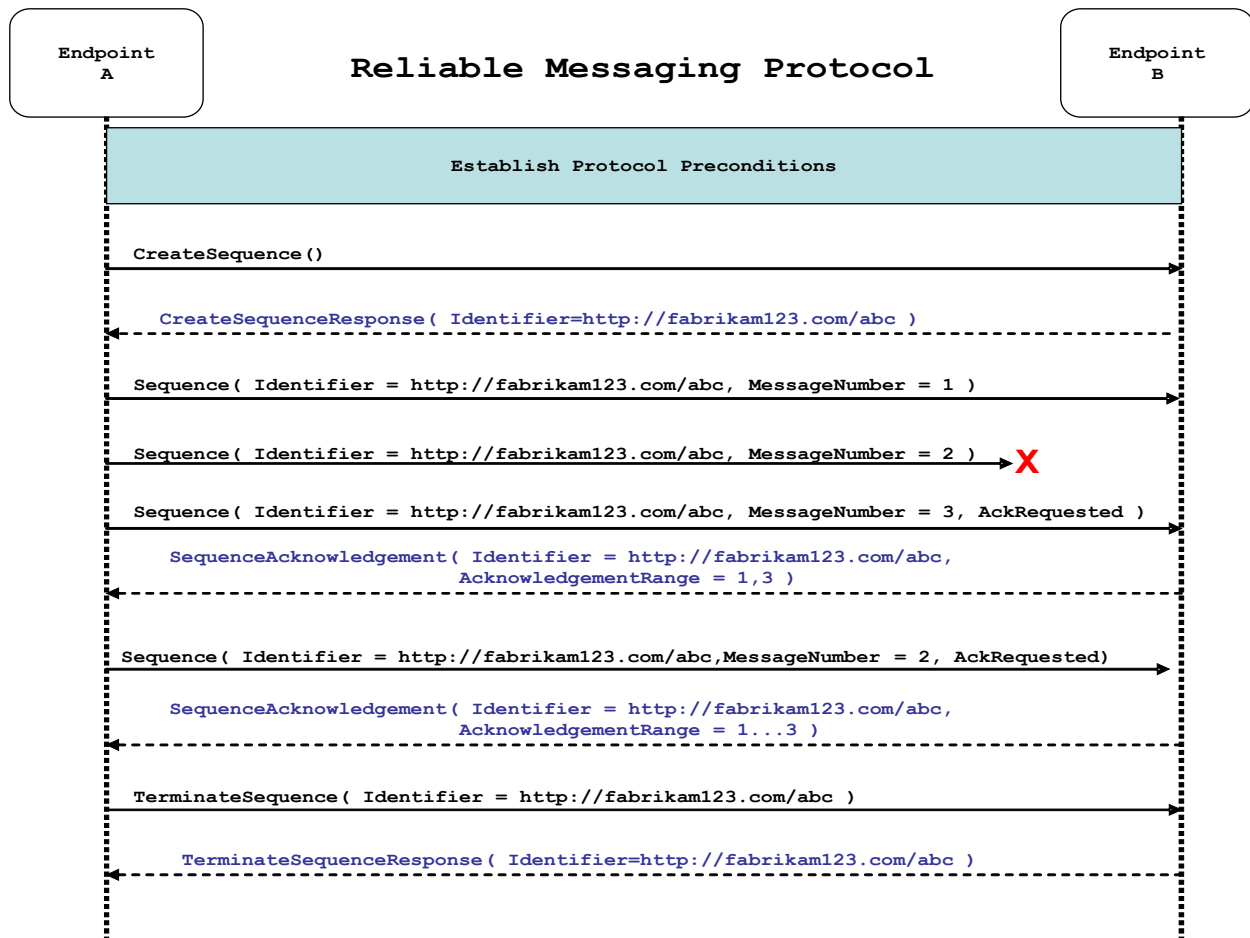 Endpoint
A
Reliable Messaging Protocol
Endpoint
B
Establish Protocol Preconditions
CreateSequence()
CreateSequenceResponse( Identifier=http://fabrikam123.com/abc )
Sequence( Identifier = http://fabrikam123.com/abc, MessageNumber = 1 )
Sequence( Identifier = http://fabrikam123.com/abc, MessageNumber = 2 )
X
Sequence( Identifier = http://fabrikam123.com/abc, MessageNumber = 3, AckRequested )
SequenceAcknowledgement( Identifier = http://fabrikam123.com/abc,
AcknowledgementRange = 1,3 )
Sequence( Identifier = http://fabrikam123.com/abc,MessageNumber = 2, AckRequested)
SequenceAcknowledgement( Identifier = http://fabrikam123.com/abc,
AcknowledgementRange = 1...3 )
TerminateSequence( Identifier = http://fabrikam123.com/abc )
TerminateSequenceResponse( Identifier=http://fabrikam123.com/abc )